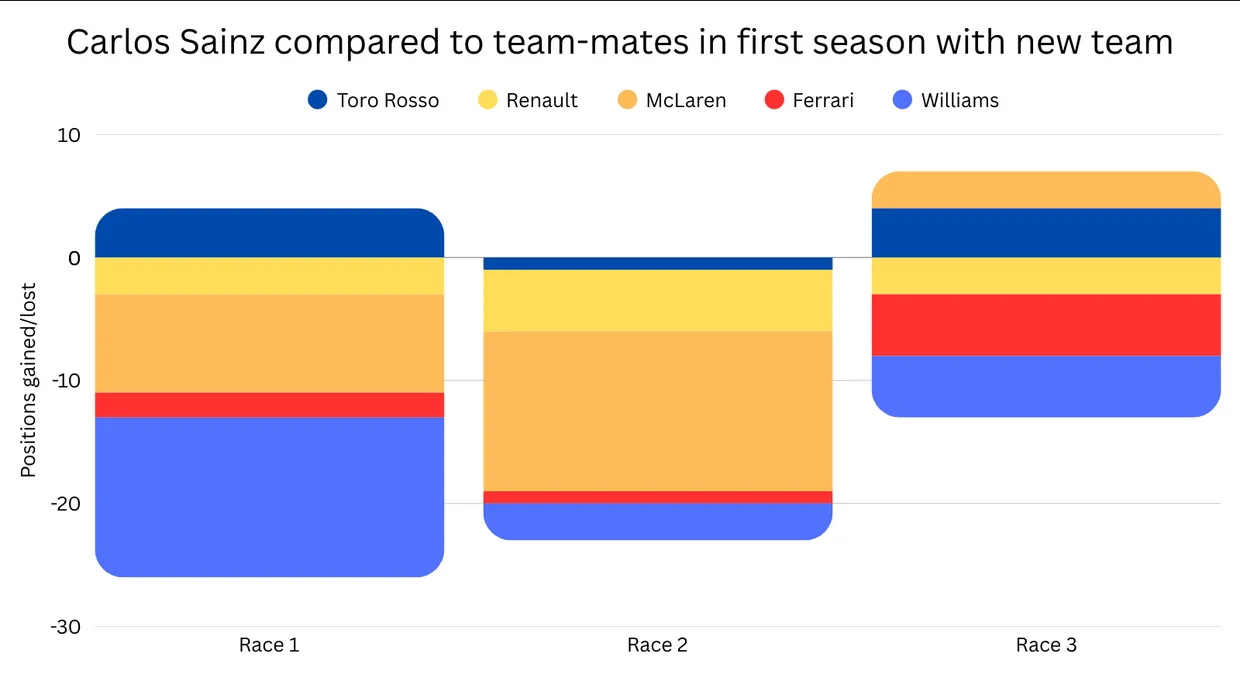 Carlos Sainz compared to team-mates in first season with new team
Toro Rosso Renault McLaren Ferrari Williams
10
0
-10
-20
-30
Positions gained/lost
Race 1 Race 2 Race 3